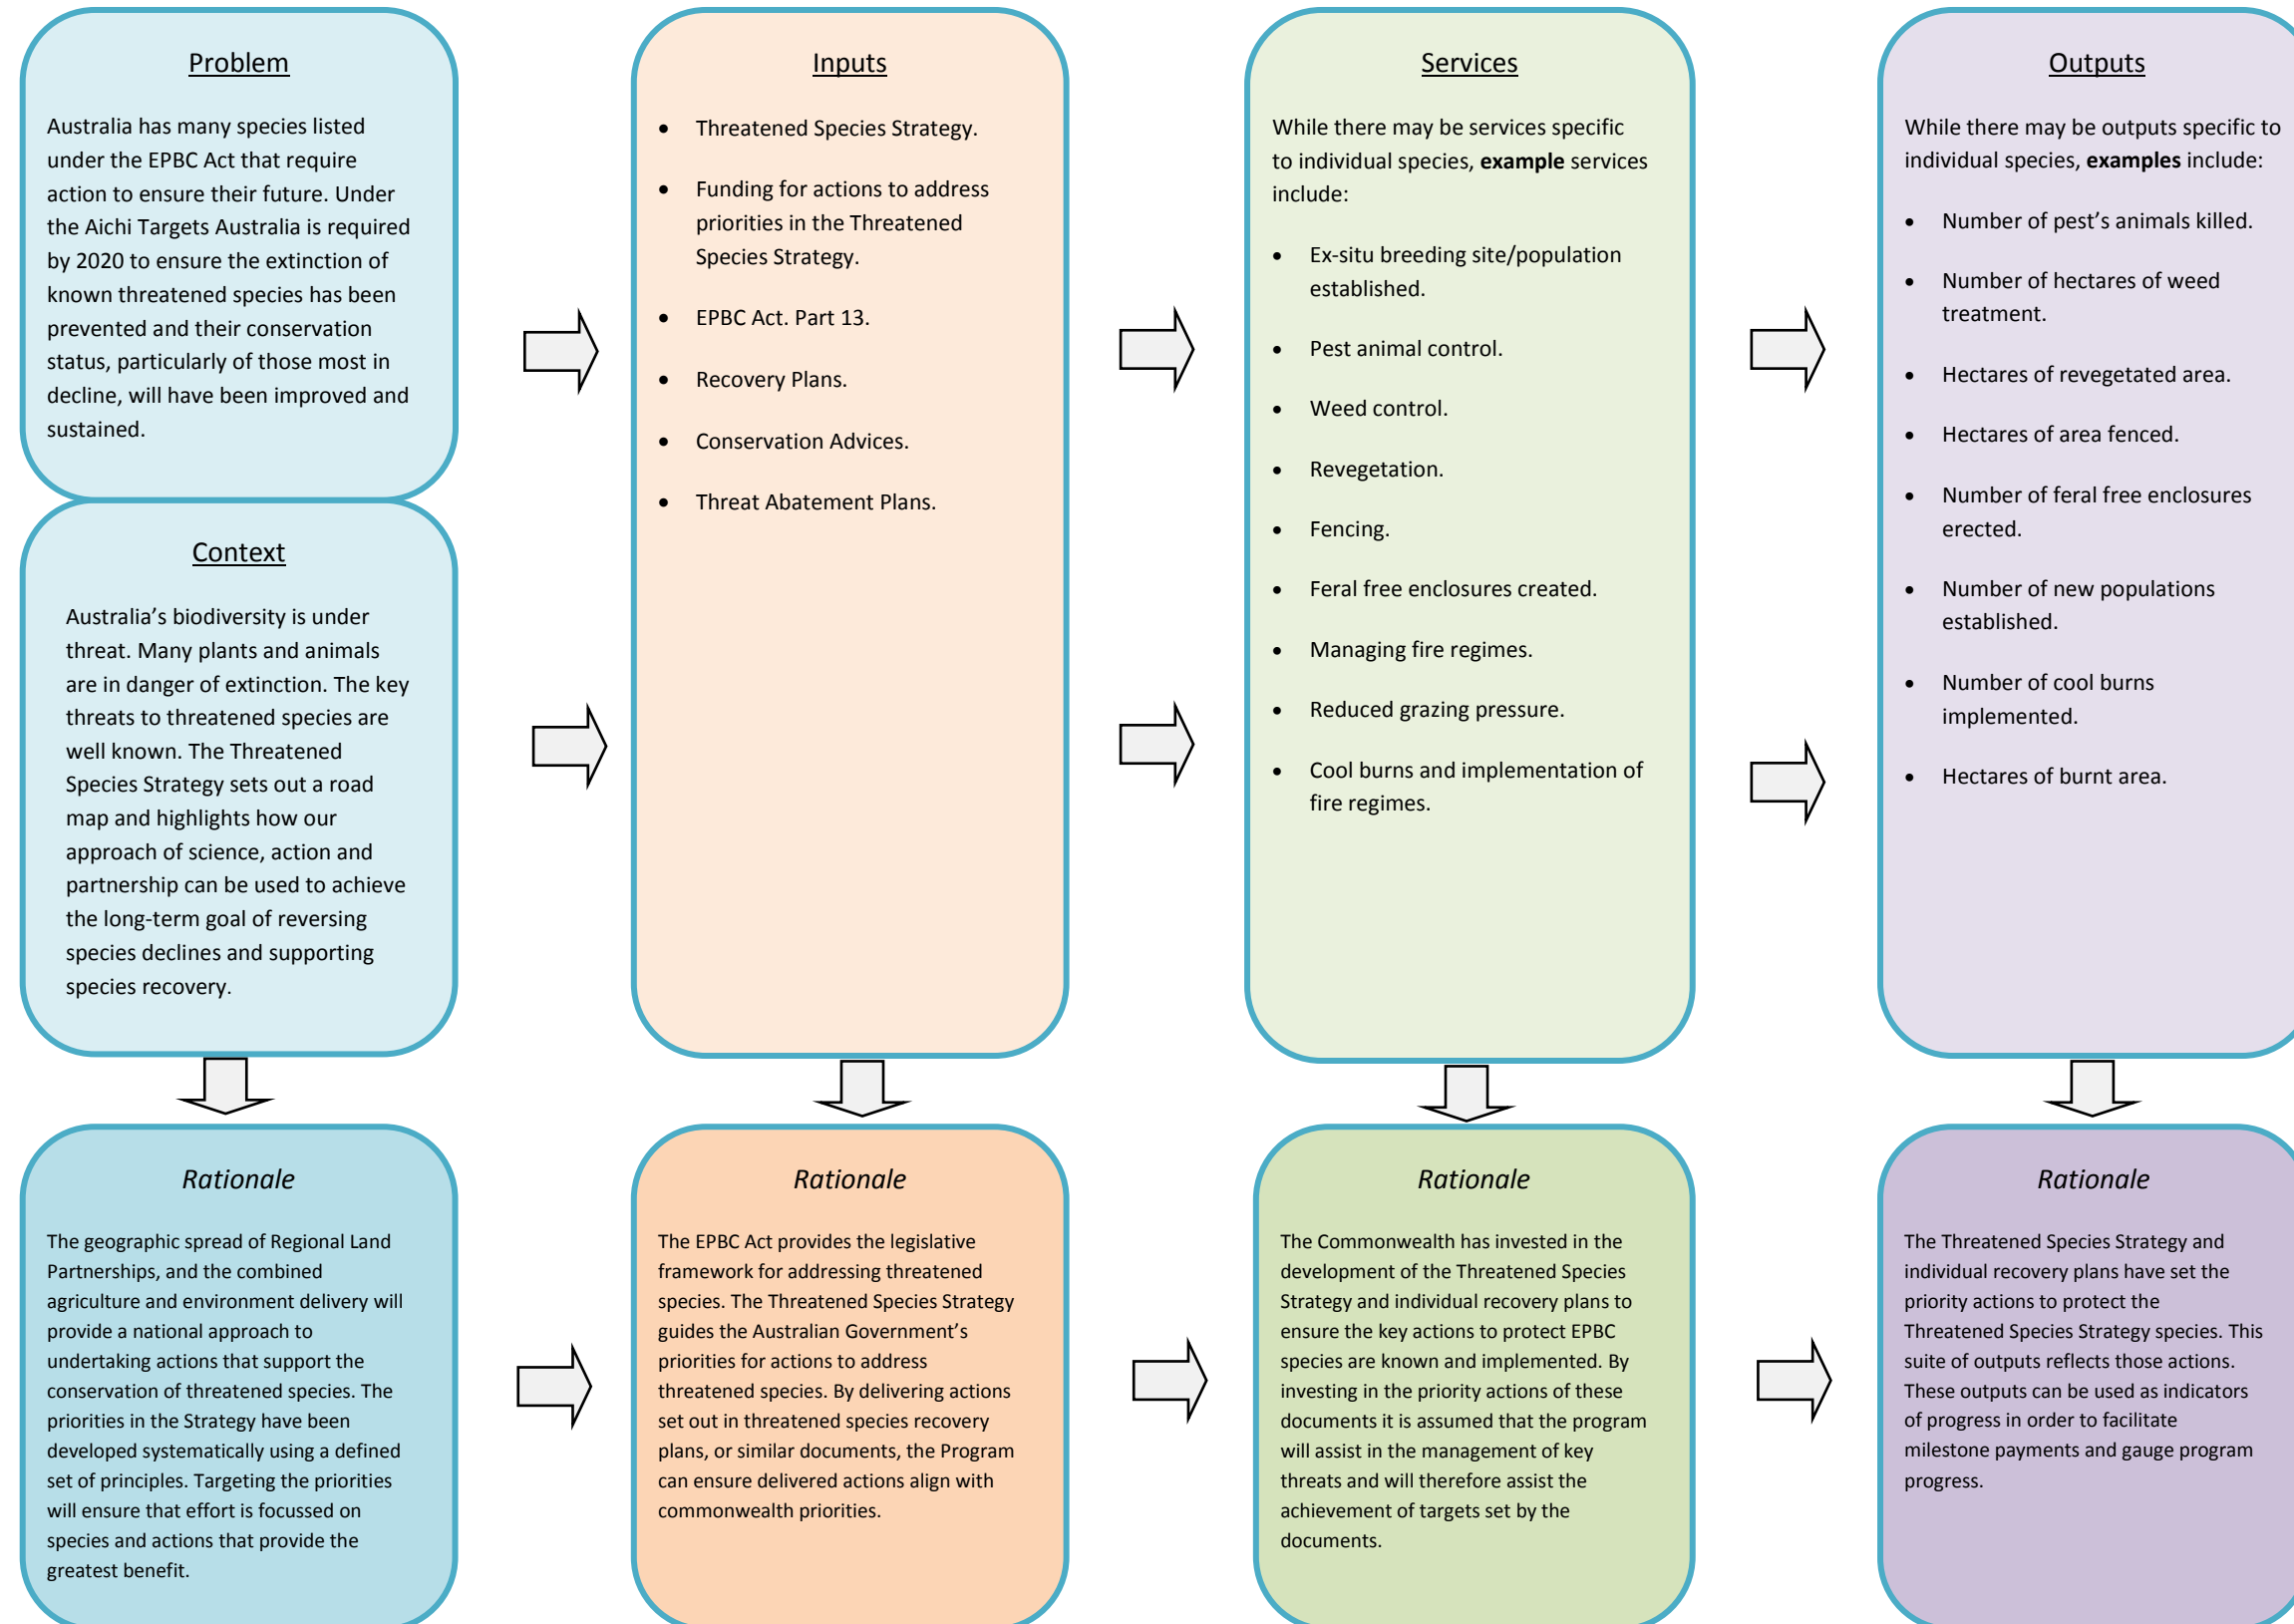 Problem
Australia has many species listed
under the EPBC Act that require
action to ensure their future. Under
the Aichi Targets Australia is required
by 2020 to ensure the extinction of
known threatened species has been
prevented and their conservation
status, particularly of those most in
decline, will have been improved and
sustained.
Context
Australia’s biodiversity is under
threat. Many plants and animals
are in danger of extinction. The key
threats to threatened species are
well known. The Threatened
Species Strategy sets out a road
map and highlights how our
approach of science, action and
partnership can be used to achieve
the long-term goal of reversing
species declines and supporting
species recovery.
Inputs
• Threatened Species Strategy.
• Funding for actions to address
priorities in the Threatened
Species Strategy.
• EPBC Act. Part 13.
• Recovery Plans.
• Conservation Advices.
• Threat Abatement Plans.
Services
While there may be services specific
to individual species, example services
include:
• Ex-situ breeding site/population
established.
• Pest animal control.
• Weed control.
• Revegetation.
• Fencing.
• Feral free enclosures created.
• Managing fire regimes.
• Reduced grazing pressure.
• Cool burns and implementation of
fire regimes.
Outputs
While there may be outputs specific to
individual species, examples include:
• Number of pest’s animals killed.
• Number of hectares of weed
treatment.
• Hectares of revegetated area.
• Hectares of area fenced.
• Number of feral free enclosures
erected.
• Number of new populations
established.
• Number of cool burns
implemented.
• Hectares of burnt area.
Rationale
The geographic spread of Regional Land
Partnerships, and the combined
agriculture and environment delivery will
provide a national approach to
undertaking actions that support the
conservation of threatened species. The
priorities in the Strategy have been
developed systematically using a defined
set of principles. Targeting the priorities
will ensure that effort is focussed on
species and actions that provide the
greatest benefit.
Rationale
The EPBC Act provides the legislative
framework for addressing threatened
species. The Threatened Species Strategy
guides the Australian Government’s
priorities for actions to address
threatened species. By delivering actions
set out in threatened species recovery
plans, or similar documents, the Program
can ensure delivered actions align with
commonwealth priorities.
Rationale
The Commonwealth has invested in the
development of the Threatened Species
Strategy and individual recovery plans to
ensure the key actions to protect EPBC
species are known and implemented. By
investing in the priority actions of these
documents it is assumed that the program
will assist in the management of key
threats and will therefore assist the
achievement of targets set by the
documents.
Rationale
The Threatened Species Strategy and
individual recovery plans have set the
priority actions to protect the
Threatened Species Strategy species. This
suite of outputs reflects those actions.
These outputs can be used as indicators
of progress in order to facilitate
milestone payments and gauge program
progress.